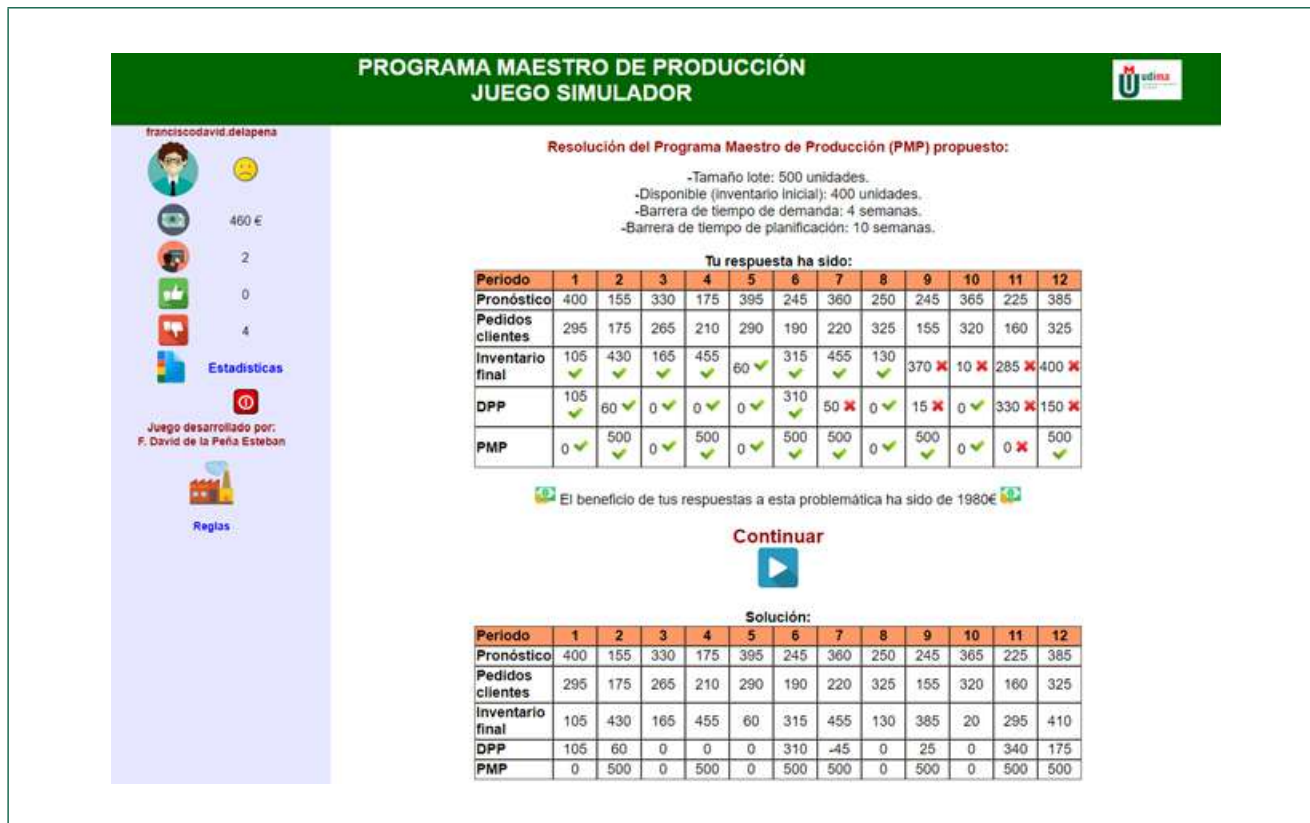 PROGRAMA MAESTRO DE PRODUCCIÓN
JUEGO SIMULADOR
udima
franciscodavid.delapena
460 €
2
0
4
Estadísticas
Juego desarrollado por:
F. David de la Peña Esteban
Reglas
Resolución del Programa Maestro de Producción (PMP) propuesto:
-Tamaño lote: 500 unidades.
-Disponible (inventario inicial): 400 unidades.
-Barrera de tiempo de demanda: 4 semanas.
-Barrera de tiempo de planificación: 10 semanas.
Tu respuesta ha sido:
Periodo 1 2 3 4 5 6 7 8 9 10 11 12
Pronóstico 400 155 330 175 395 245 360 250 245 365 225 385
Pedidos clientes 295 175 265 210 290 190 220 325 155 320 160 325
Inventario final 105 430 165 455 60 315 455 130 370 10 285 400
DPP 105 60 0 0 0 310 50 0 15 0 330 150
PMP 0 500 0 500 0 500 500 0 500 0 0 500
El beneficio de tus respuestas a esta problemática ha sido de 1980€
Continuar
Solución:
Periodo 1 2 3 4 5 6 7 8 9 10 11 12
Pronóstico 400 155 330 175 395 245 360 250 245 365 225 385
Pedidos clientes 295 175 265 210 290 190 220 325 155 320 160 325
Inventario final 105 430 165 455 60 315 455 130 385 20 295 410
DPP 105 60 0 0 0 310 -45 0 25 0 340 175
PMP 0 500 0 500 0 500 500 0 500 0 500 500